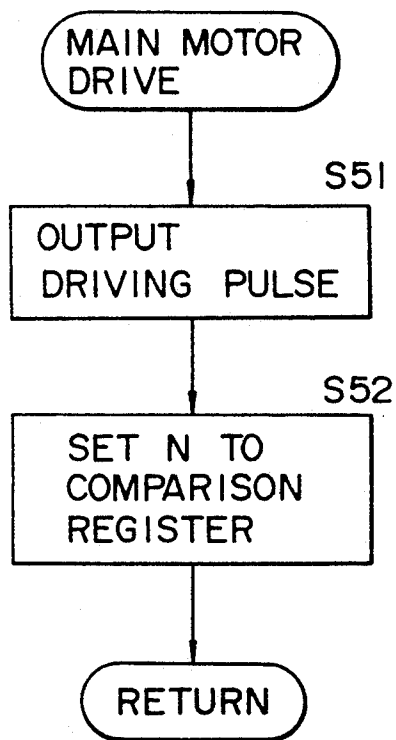 MAIN MOTOR
DRIVE
S51
OUTPUT
DRIVING PULSE
S52
SET N TO
COMPARISON
REGISTER
RETURN